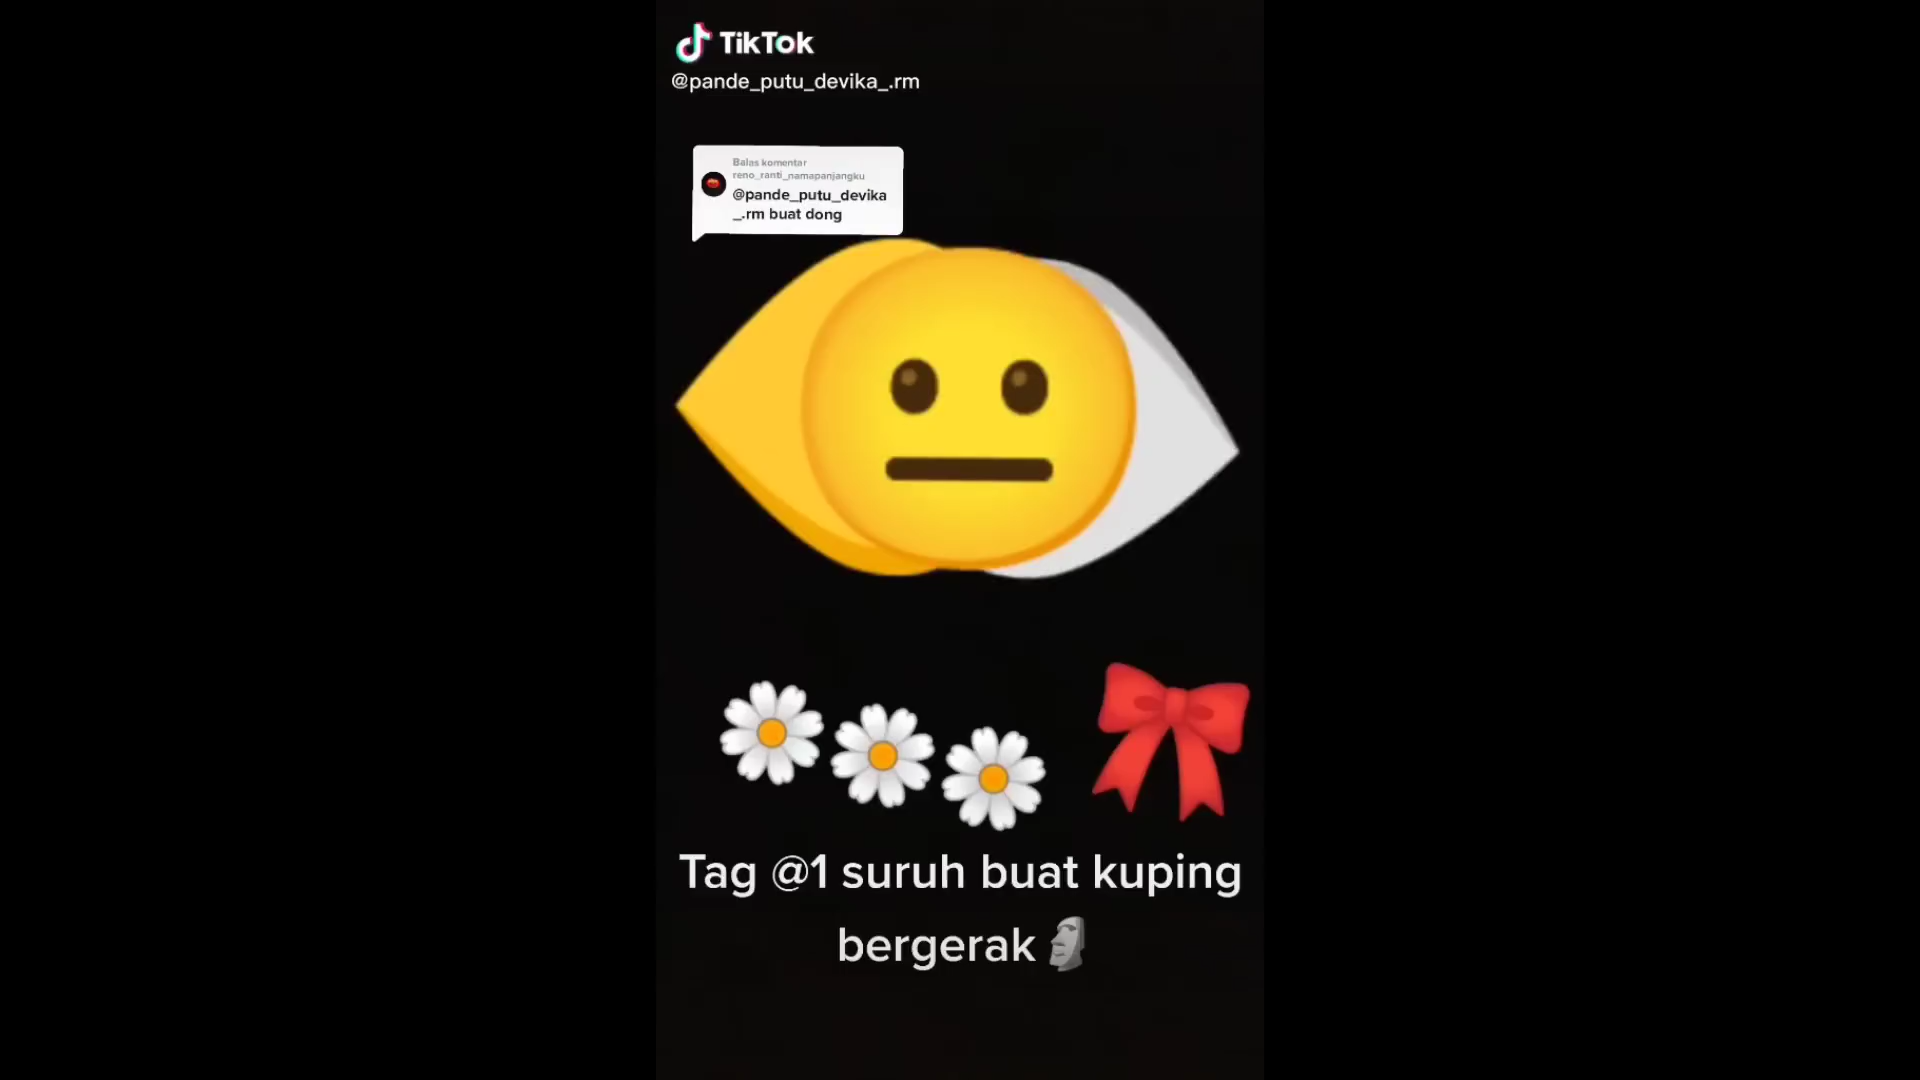 TikTok
@pande_putu_devika_.rm
Balas komentar
reno_ranti_namapanjangku
@pande_putu_devika
_.rm buat dong
Tag @1 suruh buat kuping
bergerak🗿